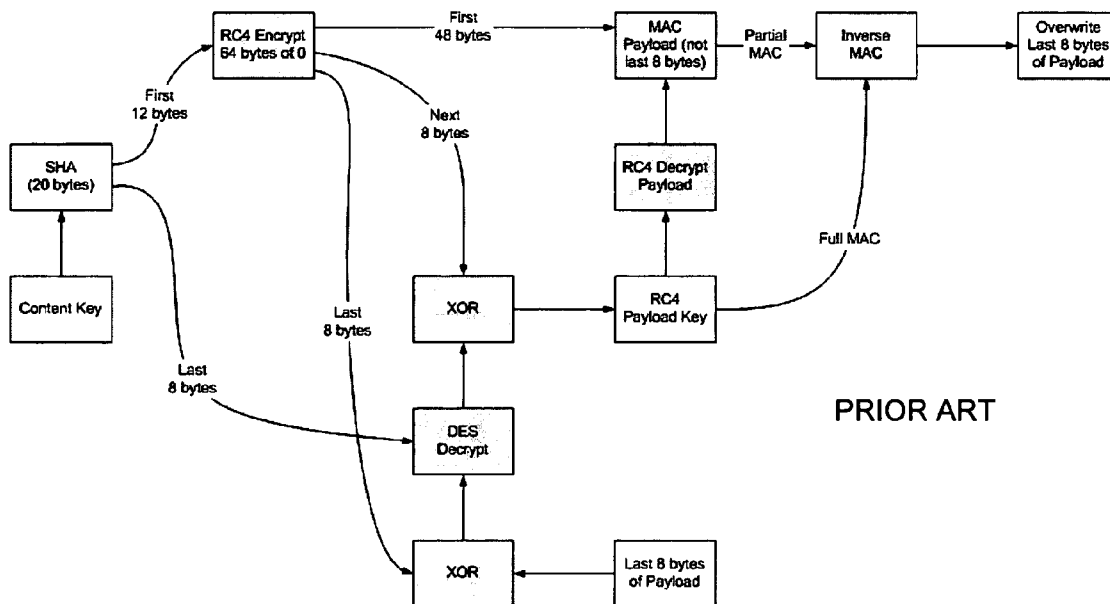 First
48 bytes
RC4 Encrypt
64 bytes of 0
MAC
Payload (not
last 8 bytes)
Partial
MAC
Inverse
MAC
Overwrite
Last 8 bytes
of Payload
First
12 bytes
Next
8 bytes
SHA
(20 bytes)
RC4 Decrypt
Payload
Full MAC
Content Key
XOR
RC4
Payload Key
Last
8 bytes
Last
8 bytes
DES
Decrypt
PRIOR ART
XOR
Last 8 bytes
of Payload